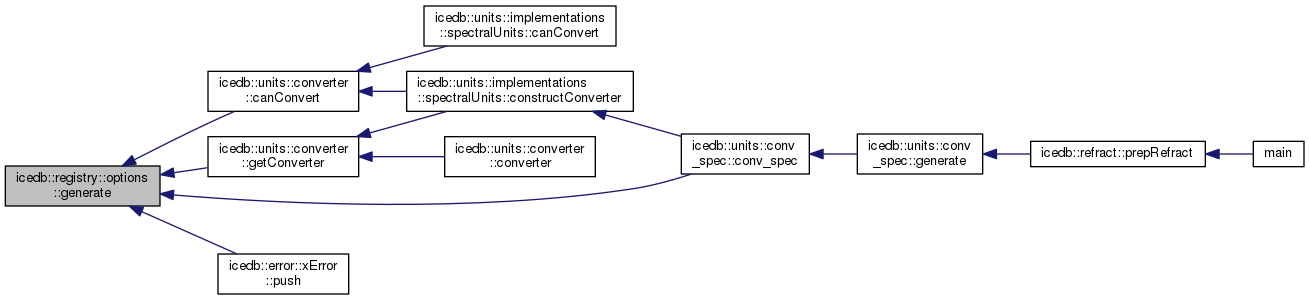 icedb::units::implementations
::spectralUnits::canConvert
icedb::units::converter
::canConvert
icedb::units::implementations
::spectralUnits::constructConverter
icedb::units::converter
::getConverter
icedb::units::converter
::converter
icedb::units::conv
_spec::conv_spec
icedb::units::conv
_spec::generate
icedb::refract::prepRefract
main
icedb::registry::options
::generate
icedb::error::xError
::push